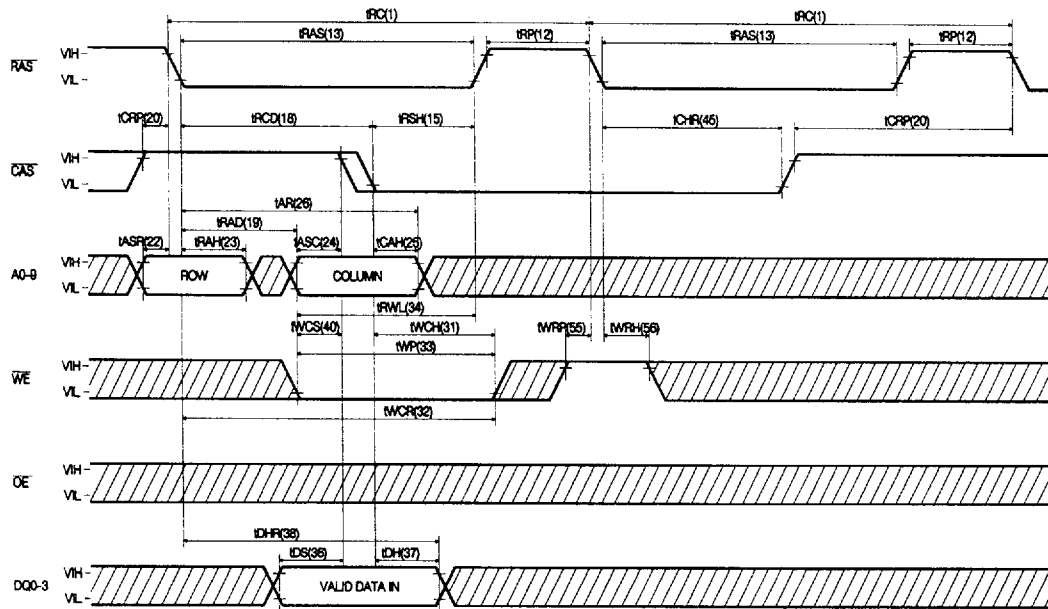 tRC(1) tRC(1)
tRAS(13) tRP(12) tRAS(13) tRP(12)
RAS VIH VIL
tCRP(20) tRCD(18) tRSH(15) tCHR(45) tCRP(20)
CAS VIH VIL
tAR(26)
tRAD(19)
tASR(22) tRAH(23) tASC(24) tCAH(25)
A0-9 VIH VIL ROW COLUMN
tRWL(34)
tWCS(40) tWCH(31) tWRP(55) tWRH(56)
tWP(33)
WE VIH VIL
tWCR(32)
OE VIH VIL
tDHR(38)
tDS(36) tDH(37)
DQ0-3 VIH VIL VALID DATA IN